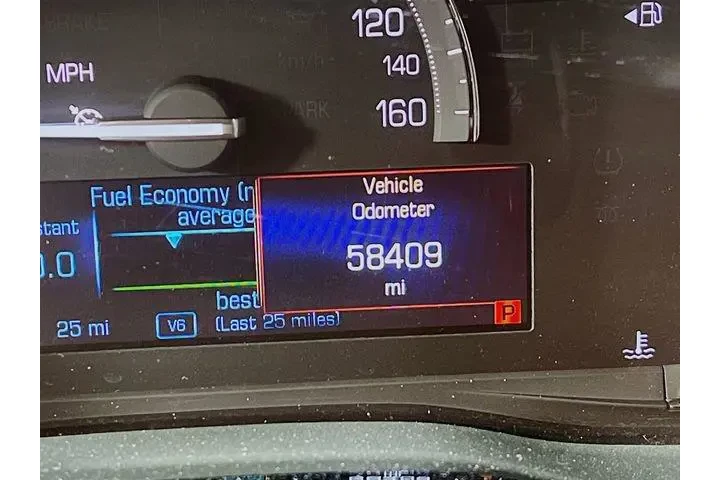 120
MPH
140
160
Vehicle
Odometer
58409
mi
Fuel Economy (
average
stant
.0
best
25 mi
V6
(Last 25 miles)
P